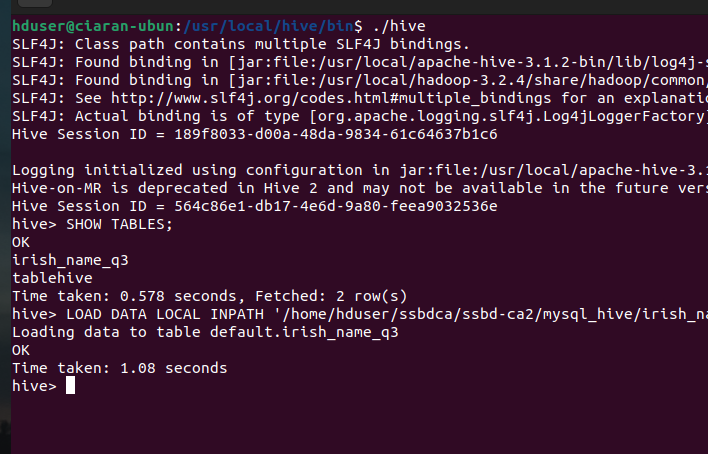 hduser@ciaran-ubun:/usr/local/hive/bin$ ./hive
SLF4J: Class path contains multiple SLF4J bindings.
SLF4J: Found binding in [jar:file:/usr/local/apache-hive-3.1.2-bin/lib/log4j-s
SLF4J: Found binding in [jar:file:/usr/local/hadoop-3.2.4/share/hadoop/common/
SLF4J: See http://www.slf4j.org/codes.html#multiple_bindings for an explanatio
SLF4J: Actual binding is of type [org.apache.logging.slf4j.Log4jLoggerFactory]
Hive Session ID = 189f8033-d00a-48da-9834-61c64637b1c6
Logging initialized using configuration in jar:file:/usr/local/apache-hive-3.1
Hive-on-MR is deprecated in Hive 2 and may not be available in the future vers
Hive Session ID = 564c86e1-db17-4e6d-9a80-feea9032536e
hive> SHOW TABLES;
OK
irish_name_q3
tablehive
Time taken: 0.578 seconds, Fetched: 2 row(s)
hive> LOAD DATA LOCAL INPATH '/home/hduser/ssbdca/ssbd-ca2/mysql_hive/irish_na
Loading data to table default.irish_name_q3
OK
Time taken: 1.08 seconds
hive>